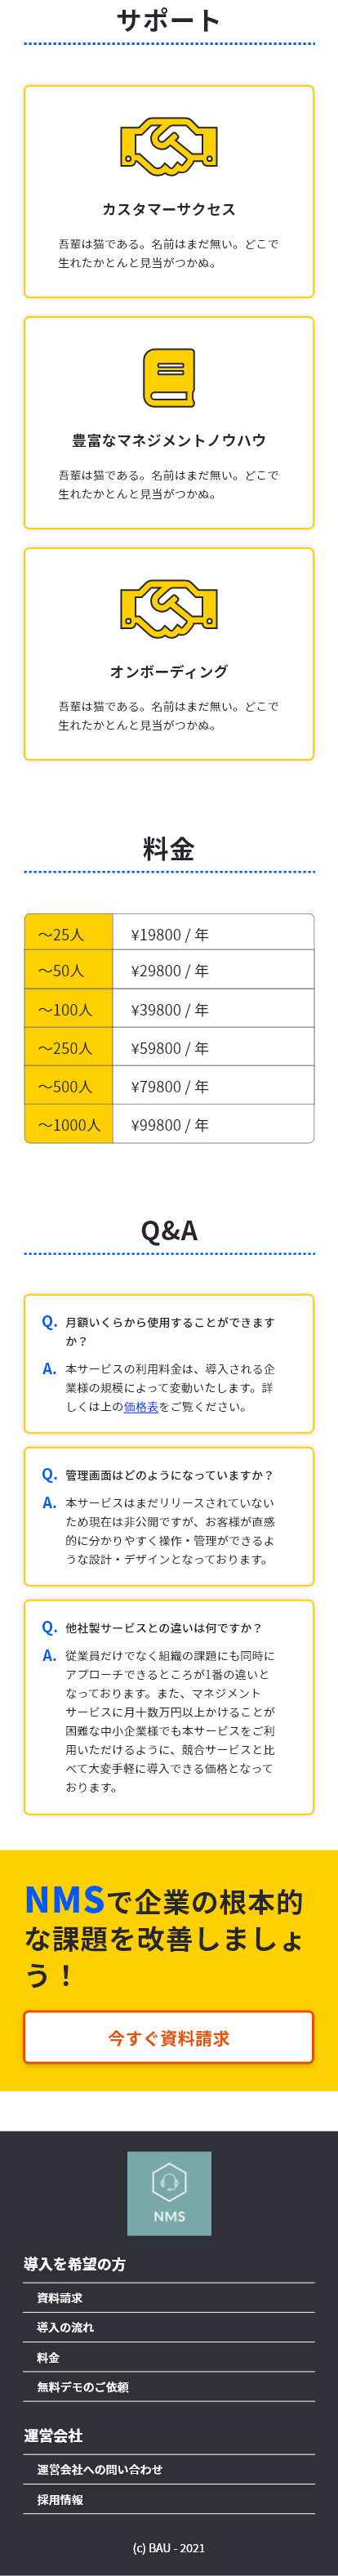 サポート
カスタマーサクセス
吾輩は猫である。名前はまだ無い。どこで
生れたかとんと見当がつかぬ。
豊富なマネジメントノウハウ
吾輩は猫である。名前はまだ無い。どこで
生れたかとんと見当がつかぬ。
オンボーディング
吾輩は猫である。名前はまだ無い。どこで
生れたかとんと見当がつかぬ。
料金
〜25人 ¥19800 / 年
〜50人 ¥29800 / 年
〜100人 ¥39800 / 年
〜250人 ¥59800 / 年
〜500人 ¥79800 / 年
〜1000人 ¥99800 / 年
Q&A
Q. 月額いくらから使用することができます
か？
A. 本サービスの利用料金は、導入される企
業様の規模よって変動いたします。詳
しくは上の価格表をご覧ください。
Q. 管理画面はどのようになっていますか？
A. 本サービスはまだリリースされていない
ため現在は非公開ですが、お客様が直感
的に分かりやすく操作・管理ができるよ
うな設計・デザインとなっております。
Q. 他社製サービスとの違いは何ですか？
A. 従業員だけでなく組織の課題にも同時に
アプローチできるところが1番の違いと
なっております。また、マネジメント
サービスに月十数万円以上かけることが
困難な中小企業様でも本サービスをご利
用いただけるように、競合サービスと比
べて大変手軽に導入できる価格となって
おります。
NMSで企業の根本的
な課題を改善しましょ
う！
今すぐ資料請求
NMS
導入を希望の方
資料請求
導入の流れ
料金
無料デモのご依頼
運営会社
運営会社への問い合わせ
採用情報
(c) BAU - 2021